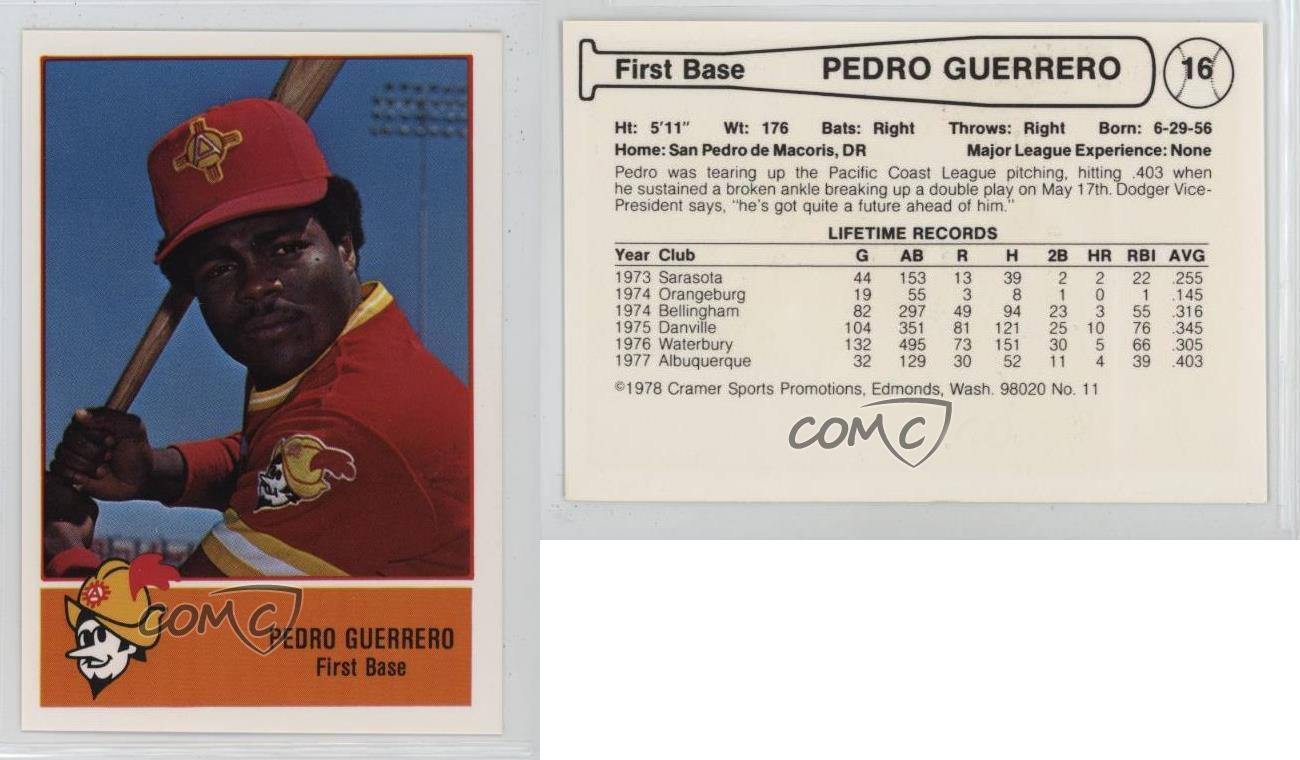 A
A
COMC
PEDRO GUERRERO
First Base
First Base PEDRO GUERRERO 16
Ht: 5'11" Wt: 176 Bats: Right Throws: Right Born: 6-29-56
Home: San Pedro de Macoris, DR Major League Experience: None
Pedro was tearing up the Pacific Coast League pitching, hitting .403 when
he sustained a broken ankle breaking up a double play on May 17th. Dodger Vice-
President says, "he's got quite a future ahead of him."
LIFETIME RECORDS
Year Club G AB R H 2B HR RBI AVG
1973 Sarasota 44 153 13 39 2 2 22 .255
1974 Orangeburg 19 55 3 8 1 0 1 .145
1974 Bellingham 82 297 49 94 23 3 55 .316
1975 Danville 104 351 81 121 25 10 76 .345
1976 Waterbury 132 495 73 151 30 5 66 .305
1977 Albuquerque 32 129 30 52 11 4 39 .403
©1978 Cramer Sports Promotions, Edmonds, Wash. 98020 No. 11
COMC